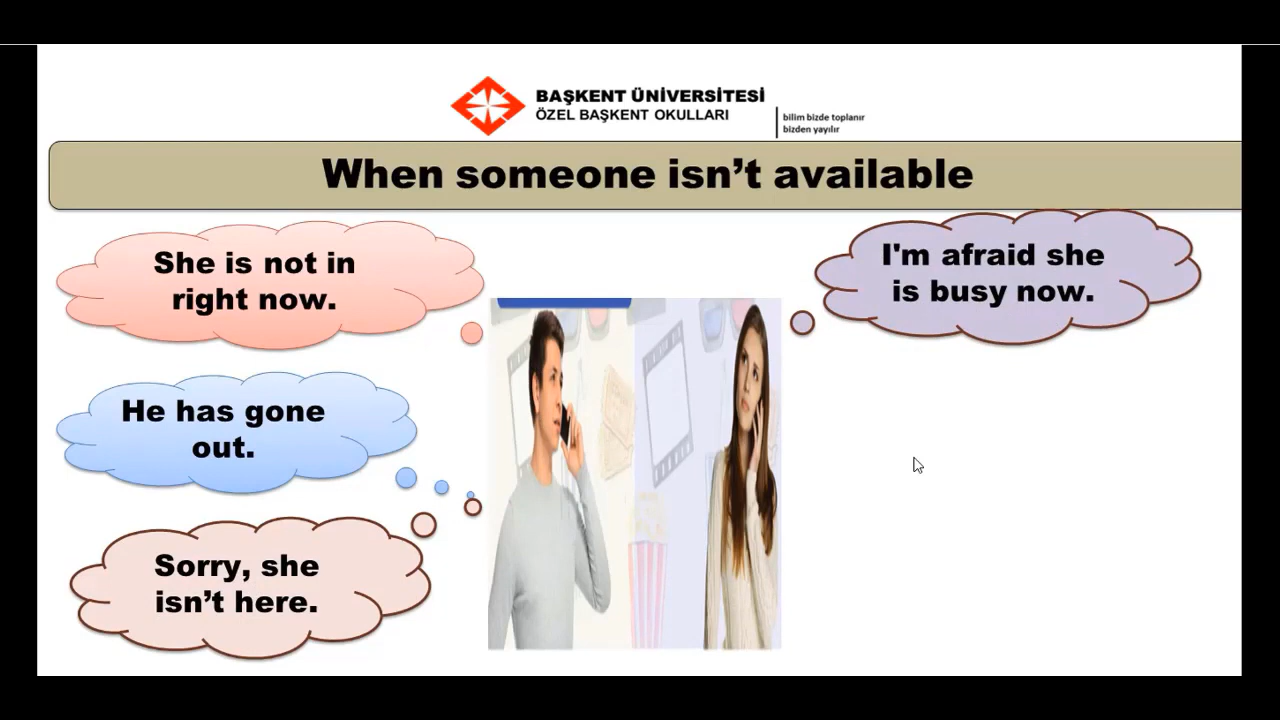 BAŞKENT ÜNİVERSİTESİ
ÖZEL BAŞKENT OKULLARI
bilim bizde toplanır
bizden yayılır
When someone isn’t available
She is not in
right now.
I'm afraid she
is busy now.
He has gone
out.
Sorry, she
isn’t here.